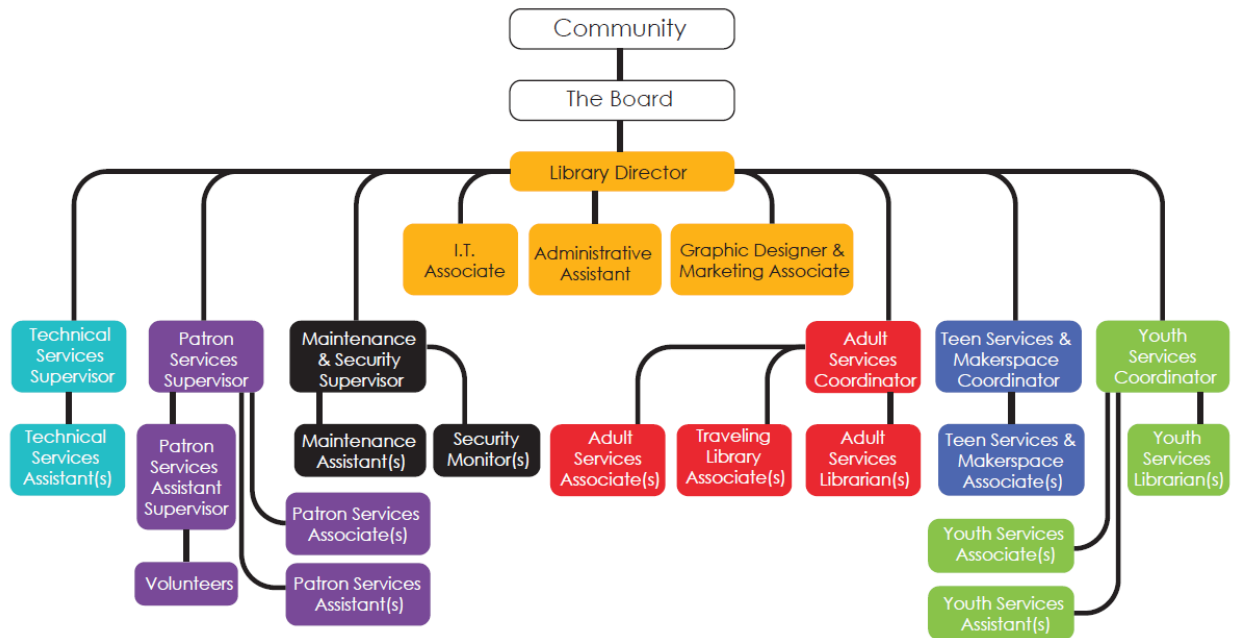 Community
The Board
Library Director
I.T.
Associate
Administrative
Assistant
Graphic Designer &
Marketing Associate
Technical
Services
Supervisor
Patron
Services
Supervisor
Maintenance
& Security
Supervisor
Adult
Services
Coordinator
Teen Services &
Makerspace
Coordinator
Youth
Services
Coordinator
Technical
Services
Assistant(s)
Patron
Services
Assistant
Supervisor
Maintenance
Assistant(s)
Security
Monitor(s)
Adult
Services
Associate(s)
Traveling
Library
Associate(s)
Adult
Services
Librarian(s)
Teen Services &
Makerspace
Associate(s)
Youth
Services
Librarian(s)
Patron Services
Associate(s)
Youth Services
Associate(s)
Volunteers
Patron Services
Assistant(s)
Youth Services
Assistant(s)